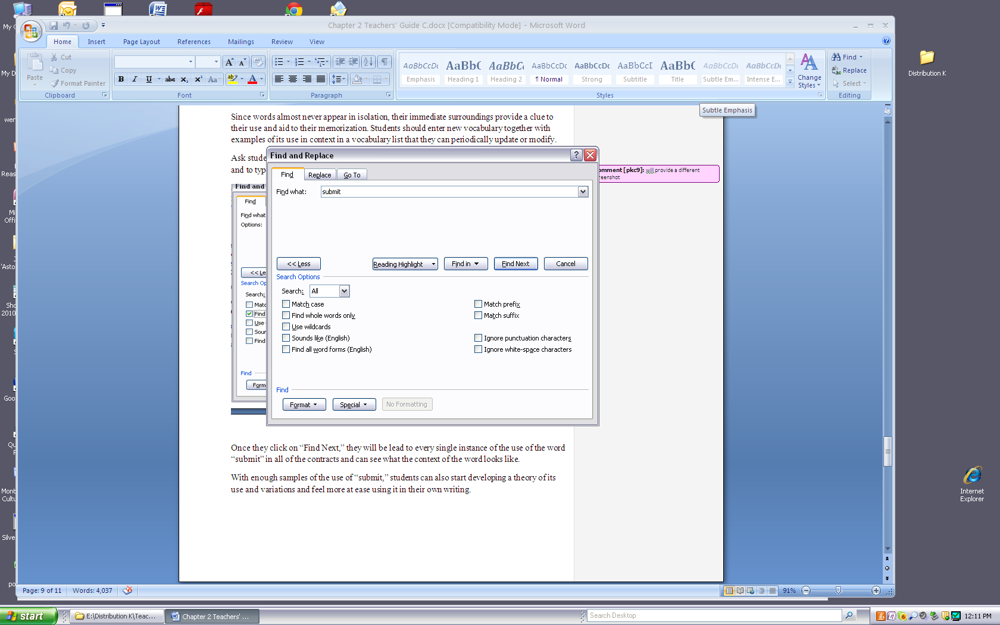 Chapter 2 Teachers' Guide C.docx [Compatibility Mode] - Microsoft Word
Home Insert Page Layout References Mailings Review View
Paste
Cut
Copy
Format Painter
Clipboard
Font
Paragraph
AaBbCcDc AaBbC AaBbC AaBbCcDc AaBbCcDc AaBbCcI AaBbC AaBbCcDc AaBbCcDc
Emphasis Heading 1 Heading 2 ¶ Normal Strong Subtitle Title Subtle Em... Intense E...
Change Styles
Styles
Find
Replace
Select
Editing
Subtle Emphasis
Distribution K
Since words almost never appear in isolation, their immediate surroundings provide a clue to
their use and aid to their memorization. Students should enter new vocabulary together with
examples of its use in context in a vocabulary list that they can periodically update or modify.
Ask stude
and to typ
omment [pkc9]: will provide a different
reenshot
Find and
Find
Find what
Options:
<< Le
Search Op
Search:
Matc
Find
Use
Soun
Find
Find
Form
Find and Replace
Find Replace Go To
Find what: submit
<< Less Reading Highlight Find in Find Next Cancel
Search Options
Search: All
Match case Match prefix
Find whole words only Match suffix
Use wildcards
Sounds like (English) Ignore punctuation characters
Find all word forms (English) Ignore white-space characters
Find
Format Special No Formatting
Once they click on “Find Next,” they will be lead to every single instance of the use of the word
“submit” in all of the contracts and can see what the context of the word looks like.
With enough samples of the use of “submit,” students can also start developing a theory of its
use and variations and feel more at ease using it in their own writing.
Internet
Explorer
Page: 9 of 11 Words: 4,037 91%
start E:\Distribution K\Teac... Chapter 2 Teachers' ... Search Desktop 12:11 PM